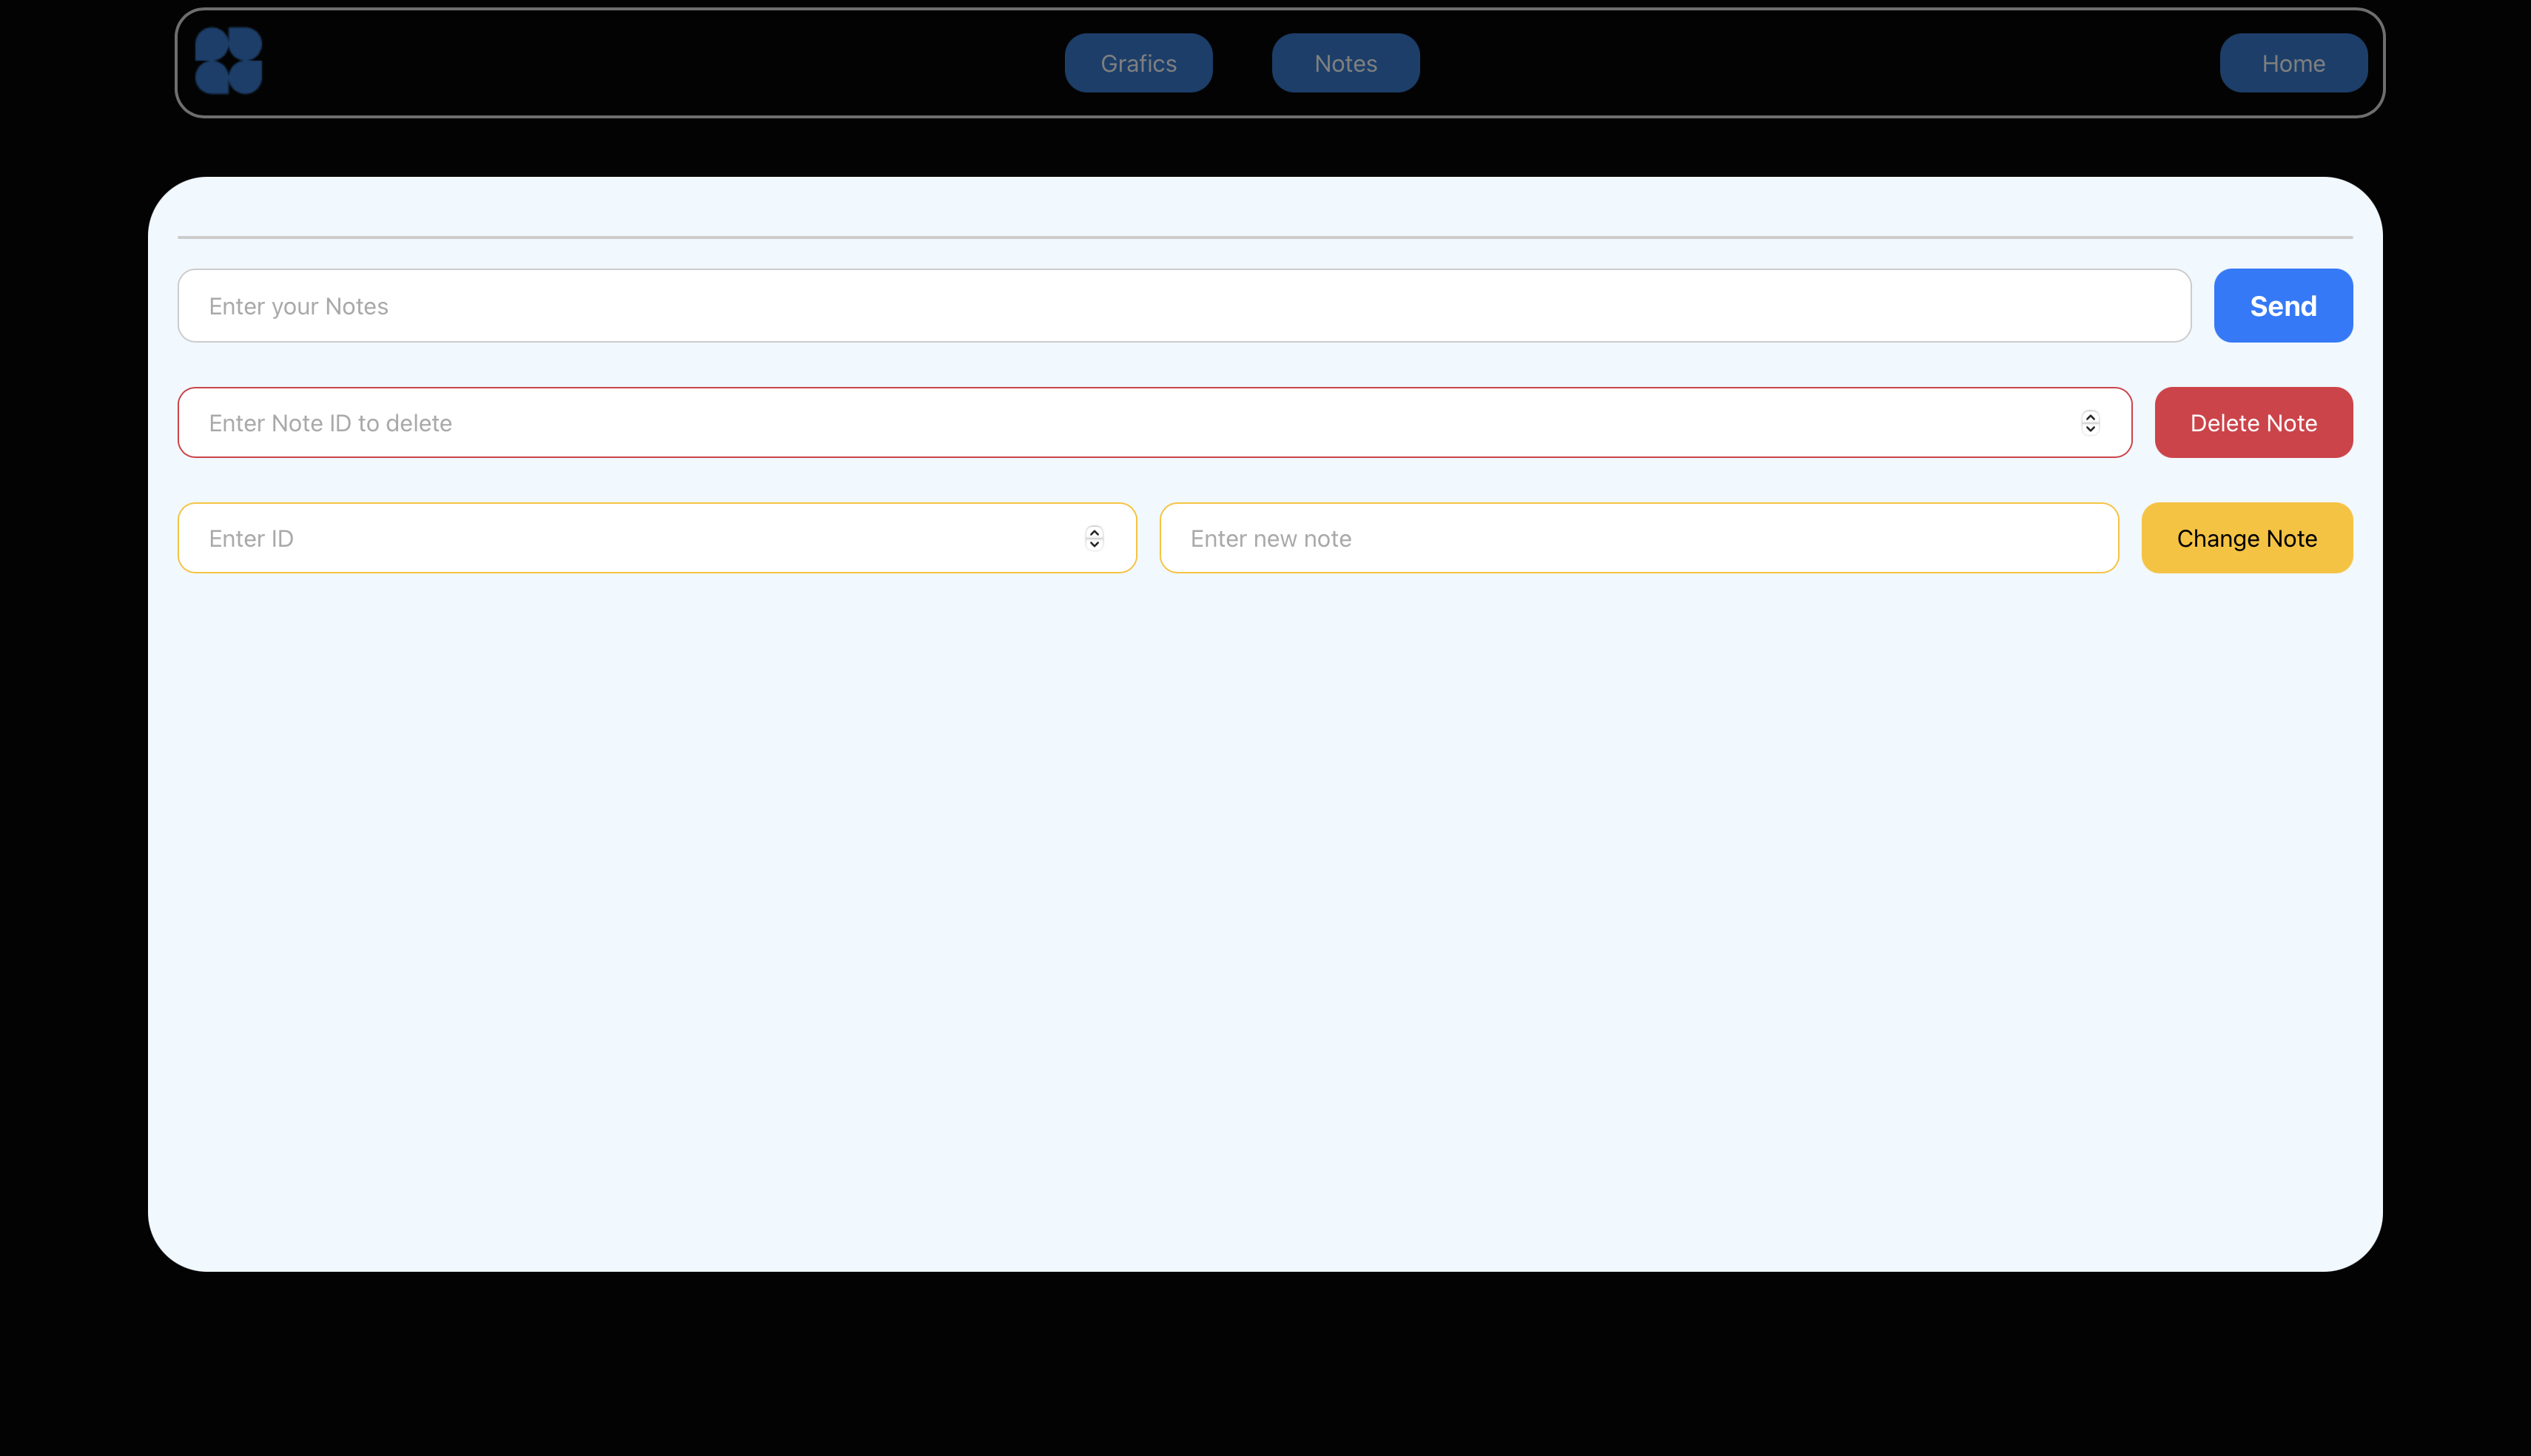 Grafics Notes Home
Enter your Notes Send
Enter Note ID to delete Delete Note
Enter ID Enter new note Change Note